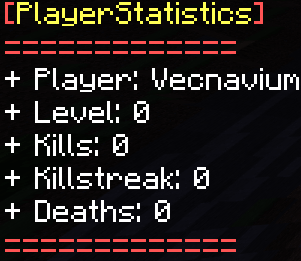 [PlayerStatistics]
=============
+ Player: Vecnavium
+ Level: 0
+ Kills: 0
+ Killstreak: 0
+ Deaths: 0
=============